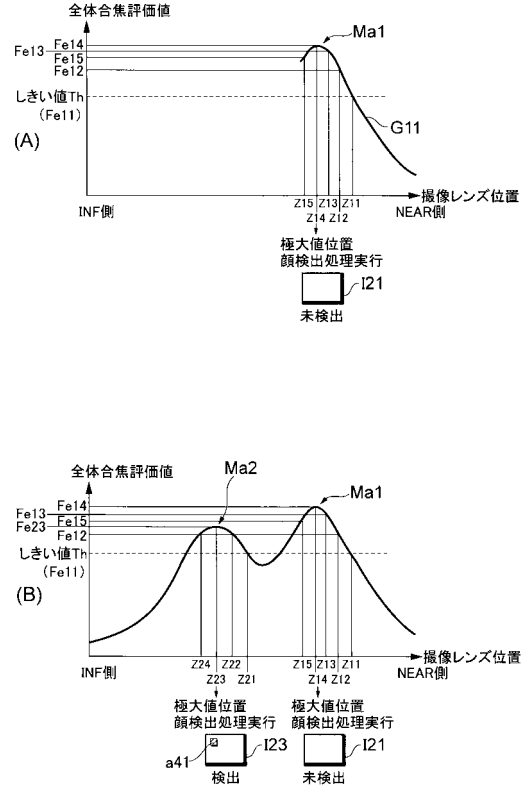 全体合焦評価値
Ma1
Fe14
Fe13
Fe15
Fe12
しきい値Th
(Fe11)
G11
(A)
Z15 Z13 Z11
撮像レンズ位置
INF側
Z14 Z12
NEAR側
極大値位置
顔検出処理実行
I21
未検出
全体合焦評価値
Ma2
Ma1
Fe14
Fe13
Fe15
Fe23
Fe12
しきい値Th
(Fe11)
(B)
Z24 Z22 Z15 Z13 Z11
撮像レンズ位置
INF側
Z23 Z21 Z14 Z12
NEAR側
極大値位置 極大値位置
顔検出処理実行 顔検出処理実行
a41 I23 I21
検出 未検出